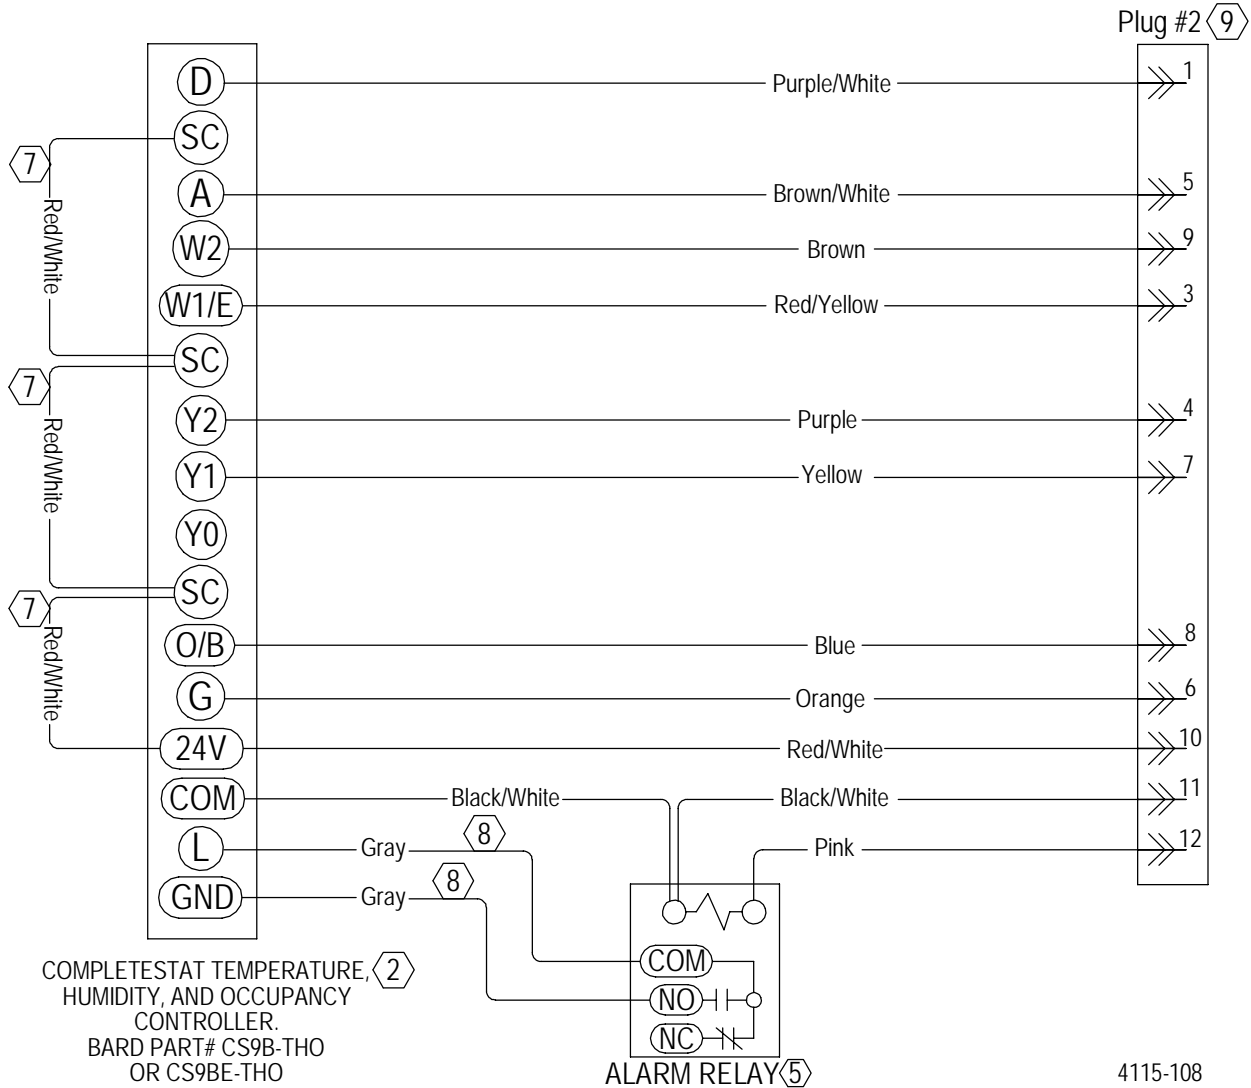 Plug #2 9
D Purple/White 1
SC
7
Red/White
A Brown/White 5
W2 Brown 9
W1/E Red/Yellow 3
SC
7
Red/White
Y2 Purple 4
Y1 Yellow 7
Y0
SC
7
Red/White
O/B Blue 8
G Orange 6
24V Red/White 10
COM Black/White Black/White 11
L Gray 8 Pink 12
GND Gray 8
COM
NO
NC
ALARM RELAY 5
COMPLETESTAT TEMPERATURE, 2
HUMIDITY, AND OCCUPANCY
CONTROLLER.
BARD PART# CS9B-THO
OR CS9BE-THO
4115-108